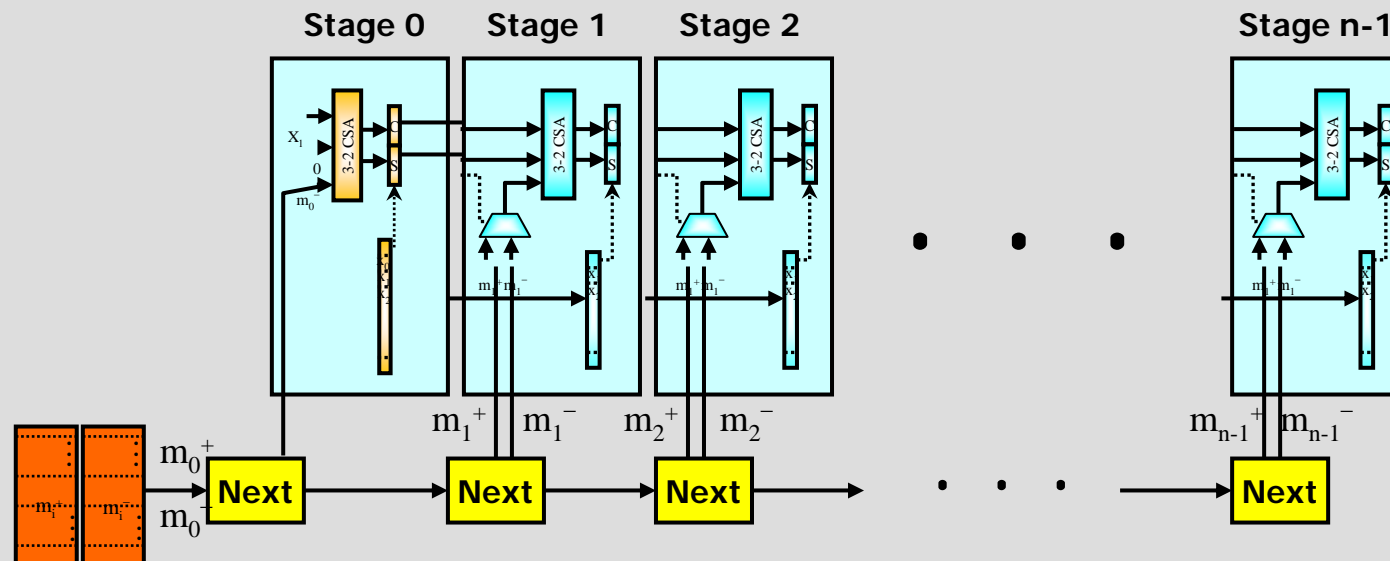 Stage 0 Stage 1 Stage 2 Stage n-1
3-2 CSA C S 3-2 CSA C S 3-2 CSA C S 3-2 CSA C S
X₁
0
m₀⁻
m₁⁺ m₁⁻ m₁⁺ m₁⁻ m₁⁺ m₁⁻
m₁⁺ m₁⁻ m₂⁺ m₂⁻ mₙ₋₁⁺ mₙ₋₁⁻
m₀⁺
Next Next Next Next
mᵢ⁺ mᵢ⁻
m₀⁻